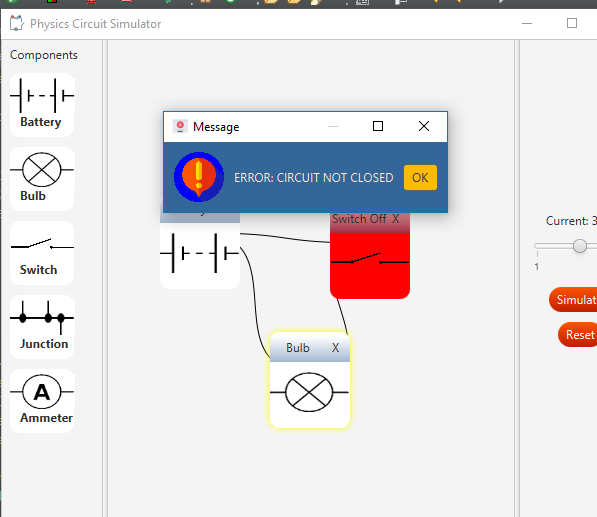 Physics Circuit Simulator
Components
Battery
Bulb
Switch
Junction
A
Ammeter
Message
ERROR: CIRCUIT NOT CLOSED
OK
Switch Off X
Bulb X
Current: 3
1
Simulat
Reset